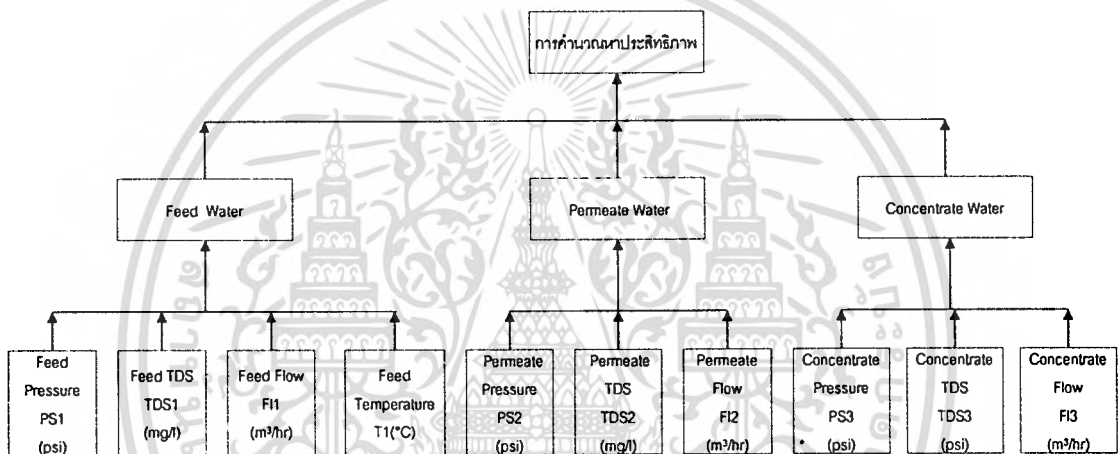 การคำนวณหาประสิทธิภาพ
Feed Water
Permeate Water
Concentrate Water
Feed
Pressure
PS1
(psi)
Feed TDS
TDS1
(mg/l)
Feed Flow
FI1
(m³/hr)
Feed
Temperature
T1(°C)
Permeate
Pressure
PS2
(psi)
Permeate
TDS
TDS2
(mg/l)
Permeate
Flow
FI2
(m³/hr)
Concentrate
Pressure
PS3
(psi)
Concentrate
TDS
TDS3
(psi)
Concentrate
Flow
FI3
(m³/hr)